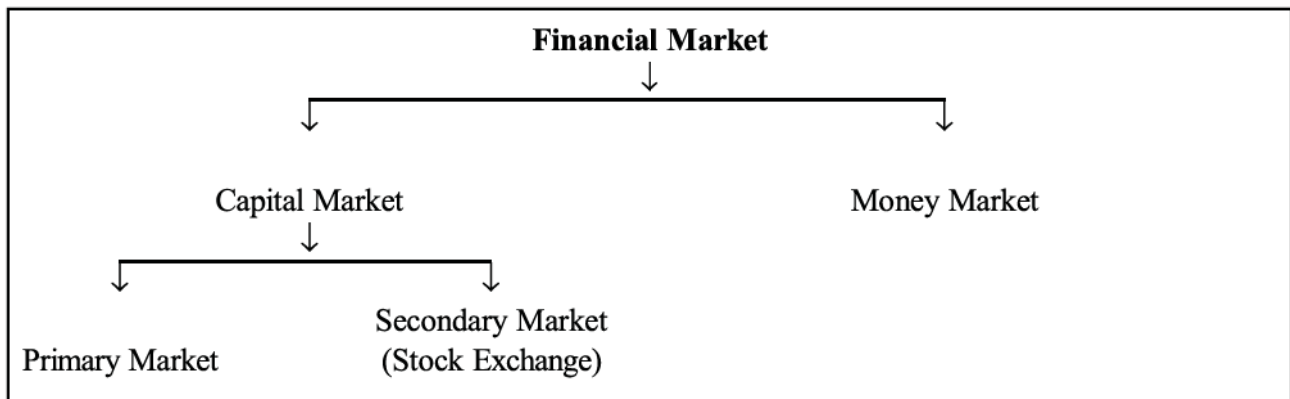 Financial Market
Capital Market
Money Market
Primary Market
Secondary Market
(Stock Exchange)